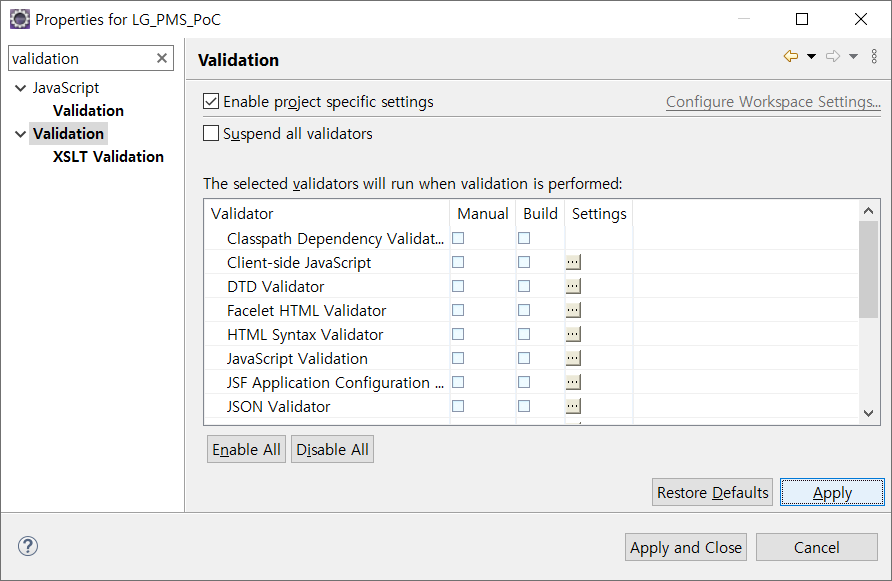 Properties for LG_PMS_PoC
validation
JavaScript
Validation
Validation
XSLT Validation
Validation
Enable project specific settings
Configure Workspace Settings...
Suspend all validators
The selected validators will run when validation is performed:
Validator Manual Build Settings
Classpath Dependency Validat...
Client-side JavaScript ...
DTD Validator ...
Facelet HTML Validator ...
HTML Syntax Validator ...
JavaScript Validation ...
JSF Application Configuration ... ...
JSON Validator ...
Enable All Disable All
Restore Defaults Apply
? Apply and Close Cancel